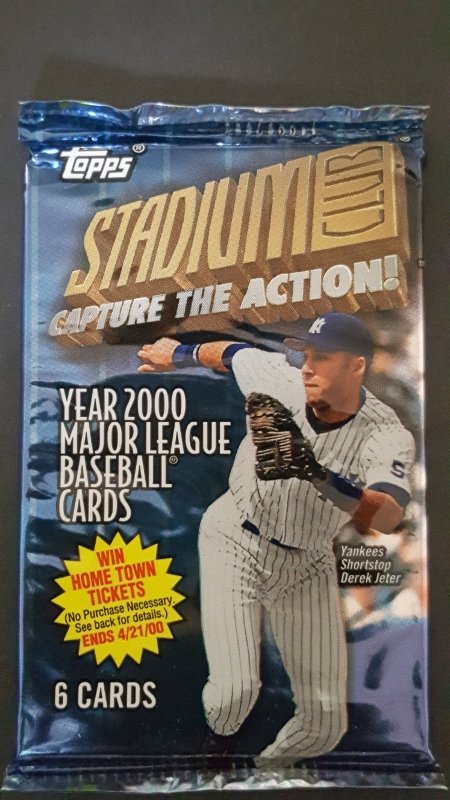 Topps®
STADIUM CLUB
CAPTURE THE ACTION!
YEAR 2000
MAJOR LEAGUE
BASEBALL®
CARDS
WIN
HOME TOWN
TICKETS
(No Purchase Necessary.
See back for details.)
ENDS 4/21/00
Yankees
Shortstop
Derek Jeter
6 CARDS